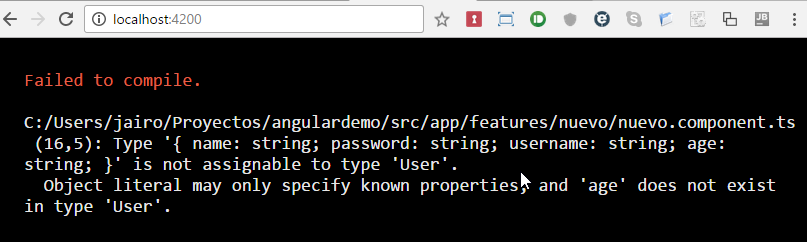 localhost:4200
JB
Failed to compile.
C:/Users/jairo/Proyectos/angulardemo/src/app/features/nuevo/nuevo.component.ts
(16,5): Type '{ name: string; password: string; username: string; age:
string; }' is not assignable to type 'User'.
Object literal may only specify known properties, and 'age' does not exist
in type 'User'.